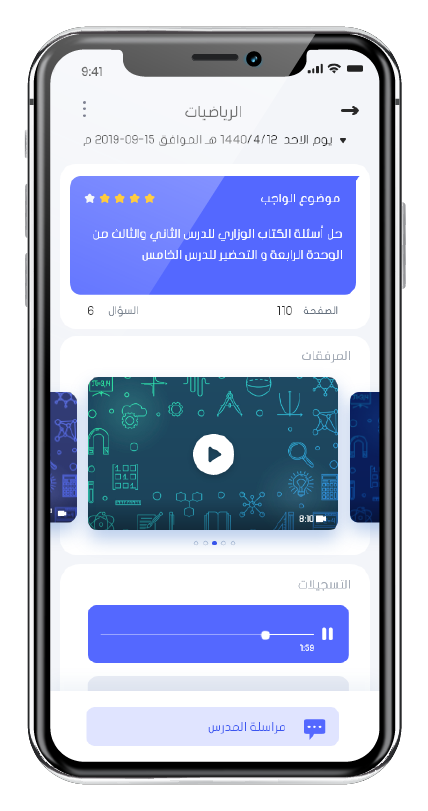 9:41
الرياضيات
يوم الاحد 1440/4/12 هـ الموافق 15-09-2019 م
موضوع الواجب
حل أسئلة الكتاب الوزاري للدرس الثاني والثالث من
الوحدة الرابعة و التحضير للدرس الخامس
الصفحة 110 السؤال 6
المرفقات
8:10
التسجيلات
1:59
مراسلة المدرس